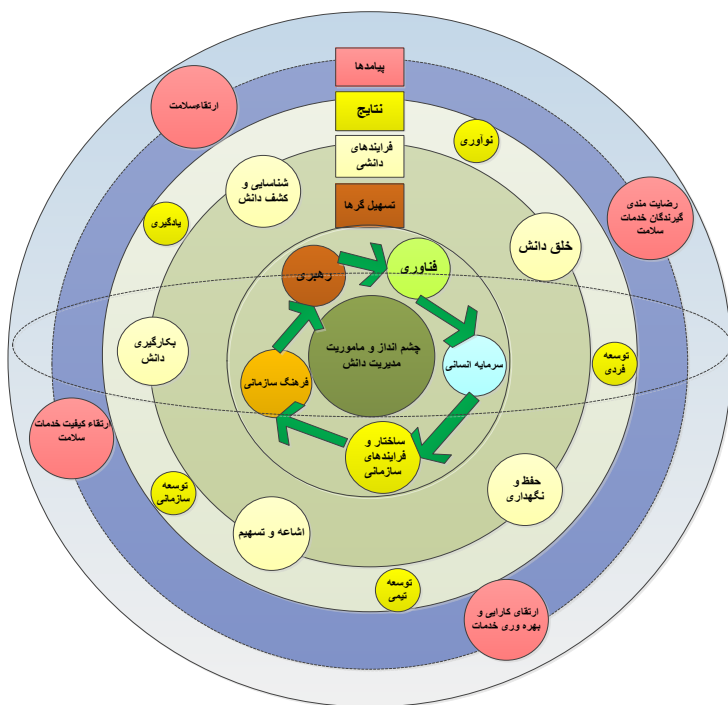 پیامدها
نتایج
فرایندهای
دانشی
تسهیل گرها
ارتقاءسلامت
نوآوری
رضایت مندی
گیرندگان خدمات
سلامت
شناسایی و
کشف دانش
یادگیری
خلق دانش
رهبری
فناوری
چشم انداز و ماموریت
مدیریت دانش
سرمایه انسانی
فرهنگ سازمانی
ساختار و
فرایندهای
سازمانی
بکارگیری
دانش
توسعه
فردی
ارتقاء کیفیت خدمات
سلامت
حفظ و
نگهداری
توسعه
سازمانی
اشاعه و تسهیم
توسعه
تیمی
ارتقای کارایی و
بهره وری خدمات